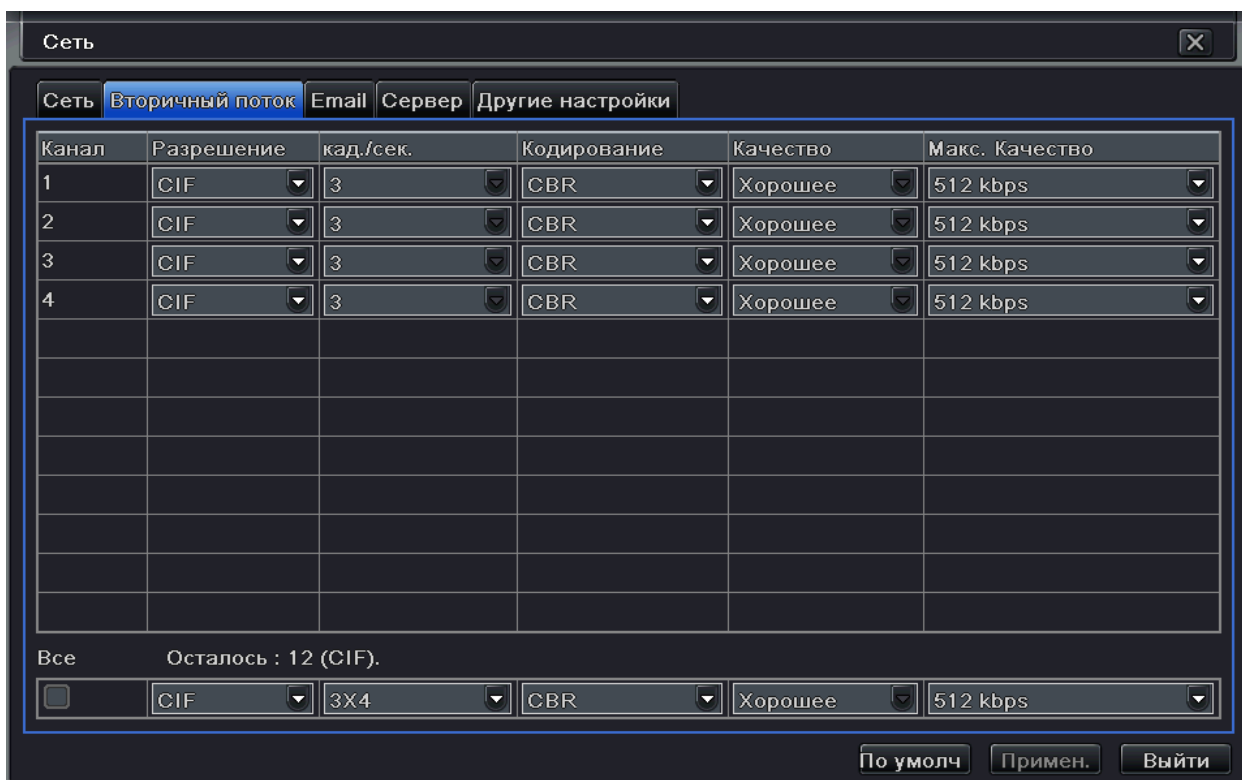 Сеть
Сеть Вторичный поток Email Сервер Другие настройки
Канал Разрешение кад./сек. Кодирование Качество Макс. Качество
1 CIF 3 CBR Хорошее 512 kbps
2 CIF 3 CBR Хорошее 512 kbps
3 CIF 3 CBR Хорошее 512 kbps
4 CIF 3 CBR Хорошее 512 kbps
Все Осталось : 12 (CIF).
CIF 3X4 CBR Хорошее 512 kbps
По умолч Примен. Выйти